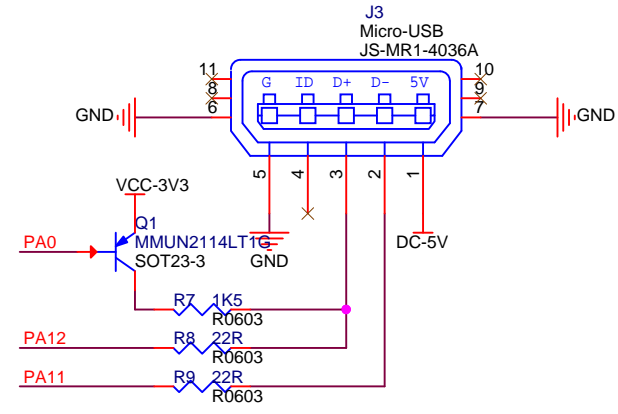 J3
Micro-USB
JS-MR1-4036A
11 10
G ID D+ D- 5V
8 9
6 7
GND GND
5 4 3 2 1
VCC-3V3
Q1
PA0 MMUN2114LT1G DC-5V
SOT23-3 GND
R7 1K5
R0603
PA12 R8 22R
R0603
PA11 R9 22R
R0603